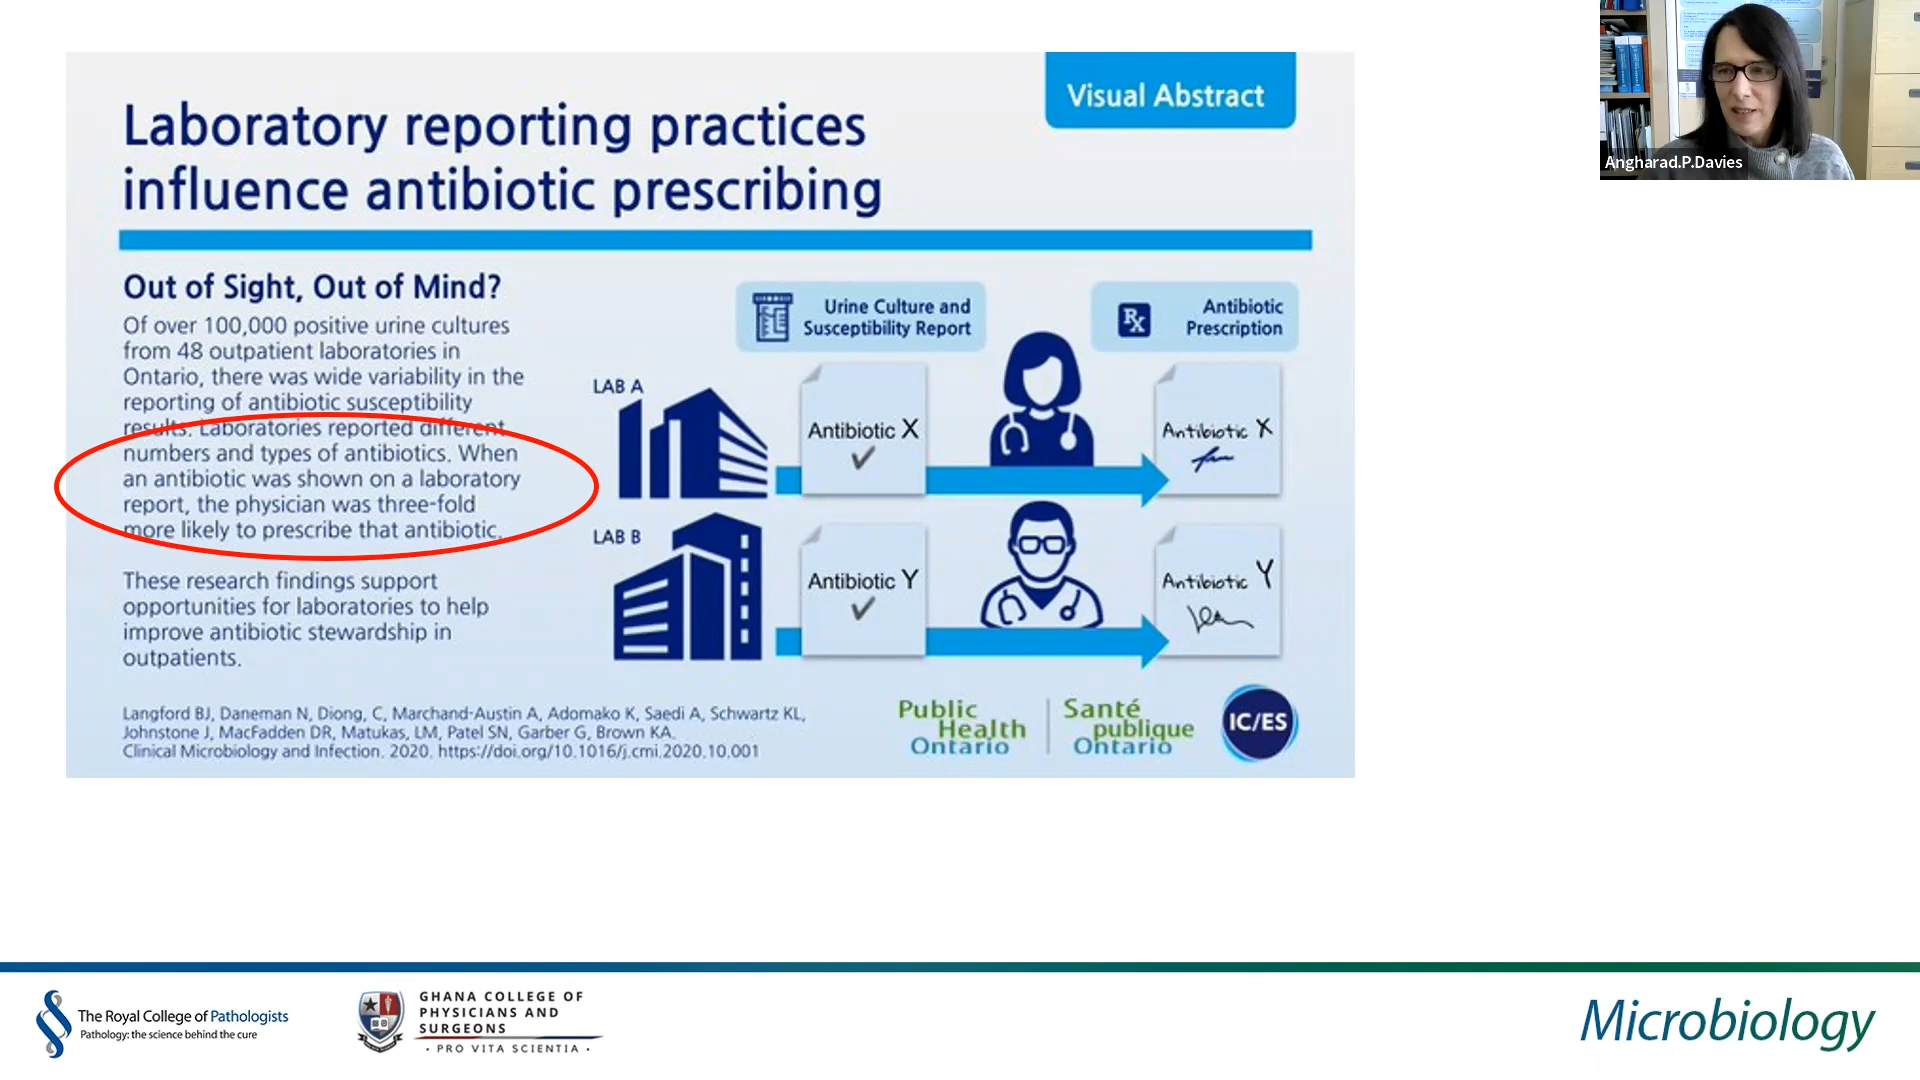 Angharad.P.Davies
Visual Abstract
Laboratory reporting practices
influence antibiotic prescribing
Out of Sight, Out of Mind?
Of over 100,000 positive urine cultures
from 48 outpatient laboratories in
Ontario, there was wide variability in the
reporting of antibiotic susceptibility
results. Laboratories reported different
numbers and types of antibiotics. When
an antibiotic was shown on a laboratory
report, the physician was three-fold
more likely to prescribe that antibiotic.
These research findings support
opportunities for laboratories to help
improve antibiotic stewardship in
outpatients.
Urine Culture and
Susceptibility Report
Rx
Antibiotic
Prescription
LAB A
Antibiotic X
Antibiotic X
LAB B
Antibiotic Y
Antibiotic Y
Langford BJ, Daneman N, Diong, C, Marchand-Austin A, Adomako K, Saedi A, Schwartz KL,
Johnstone J, MacFadden DR, Matukas, LM, Patel SN, Garber G, Brown KA.
Clinical Microbiology and Infection. 2020. https://doi.org/10.1016/j.cmi.2020.10.001
Public
Health
Ontario
Santé
publique
Ontario
IC/ES
The Royal College of Pathologists
Pathology: the science behind the cure
GHANA COLLEGE OF
PHYSICIANS AND
SURGEONS
· PRO VITA SCIENTIA ·
Microbiology